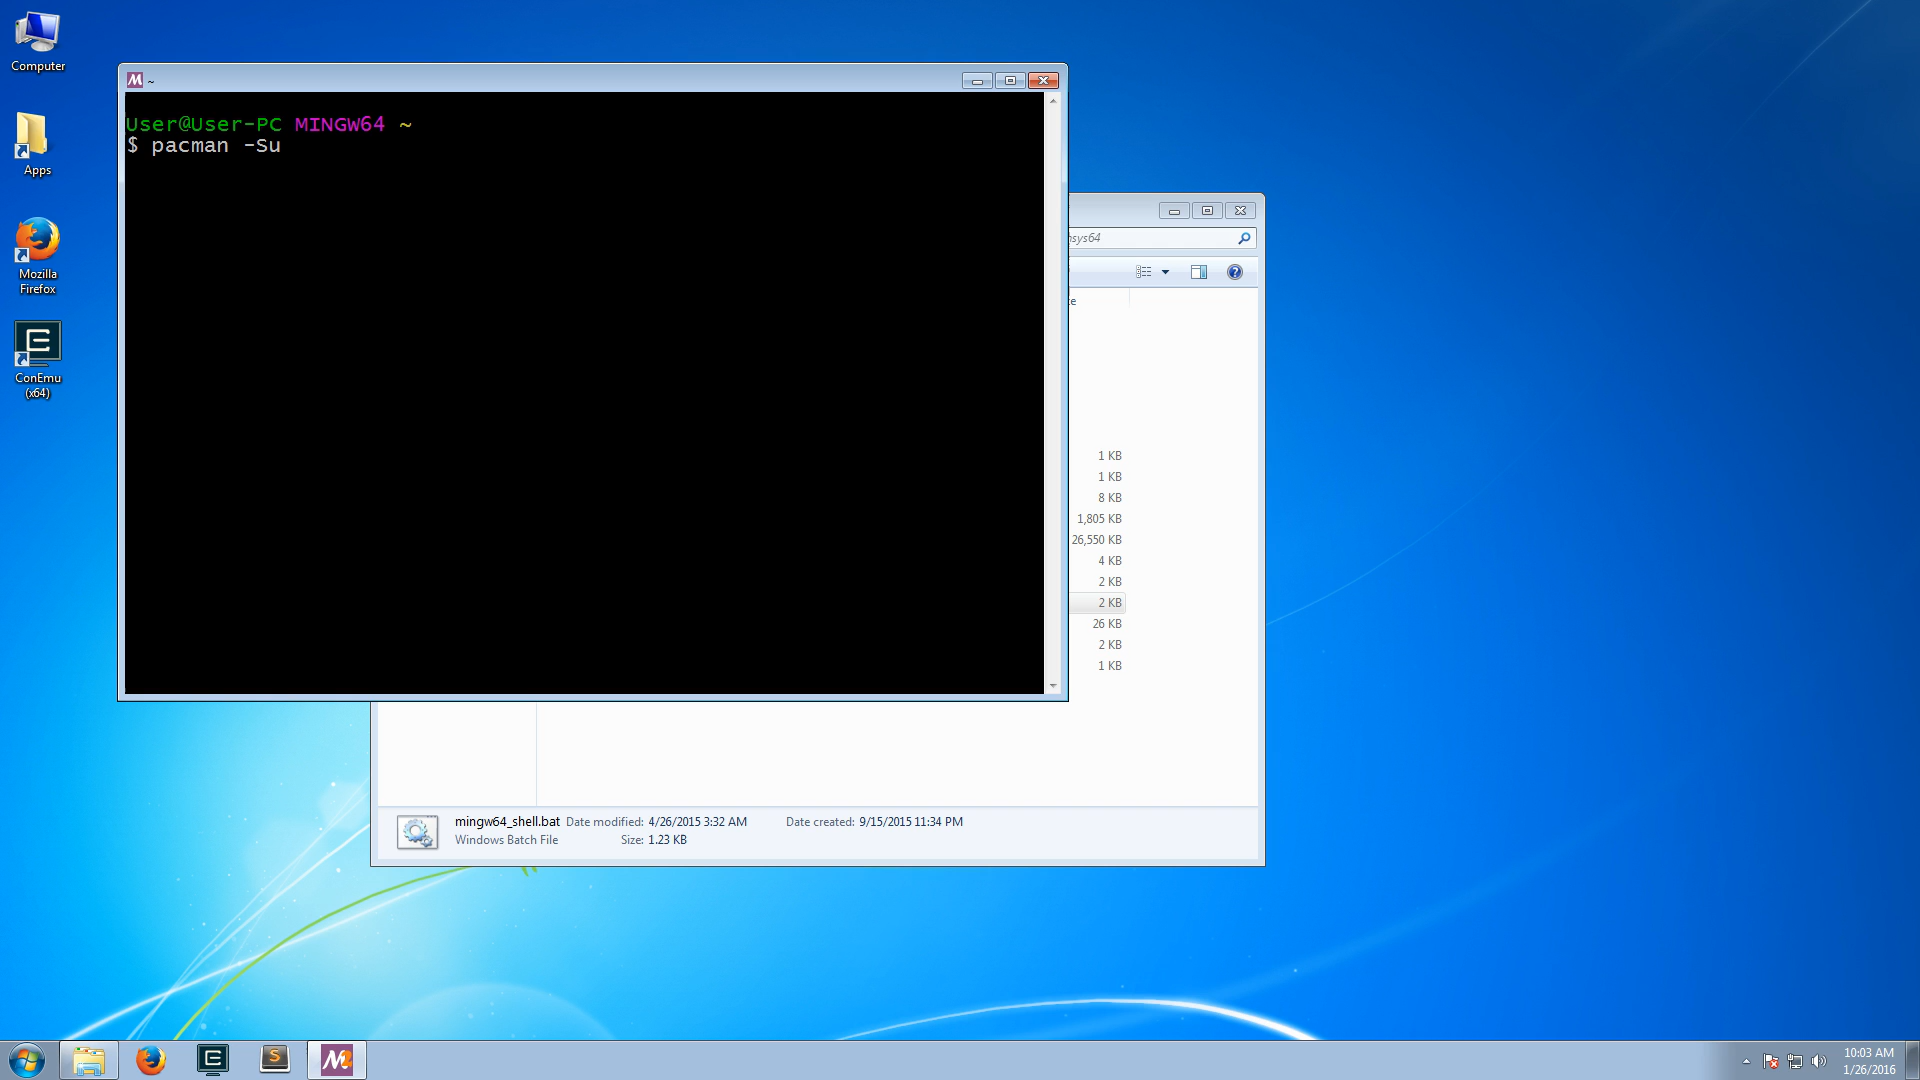 Computer
Apps
Mozilla
Firefox
ConEmu
(x64)
~
User@User-PC MINGW64 ~
$ pacman -Su
1 KB
1 KB
8 KB
1,805 KB
26,550 KB
4 KB
2 KB
2 KB
26 KB
2 KB
1 KB
mingw64_shell.bat Date modified: 4/26/2015 3:32 AM Date created: 9/15/2015 11:34 PM
Windows Batch File Size: 1.23 KB
10:03 AM
1/26/2016